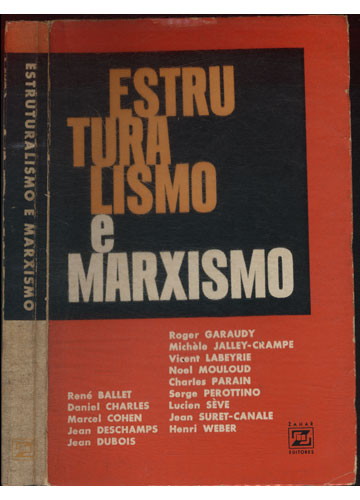 ESTRUTURALISMO E MARXISMO
ESTRU
TURA
LISMO
e
MARXISMO
Roger GARAUDY
Michèle JALLEY-CRAMPE
Vicent LABEYRIE
Noel MOULOUD
Charles PARAIN
Serge PEROTTINO
Lucien SÈVE
Jean SURET-CANALE
Henri WEBER
René BALLET
Daniel CHARLES
Marcel COHEN
Jean DESCHAMPS
Jean DUBOIS
ZAHAR
EDITORES